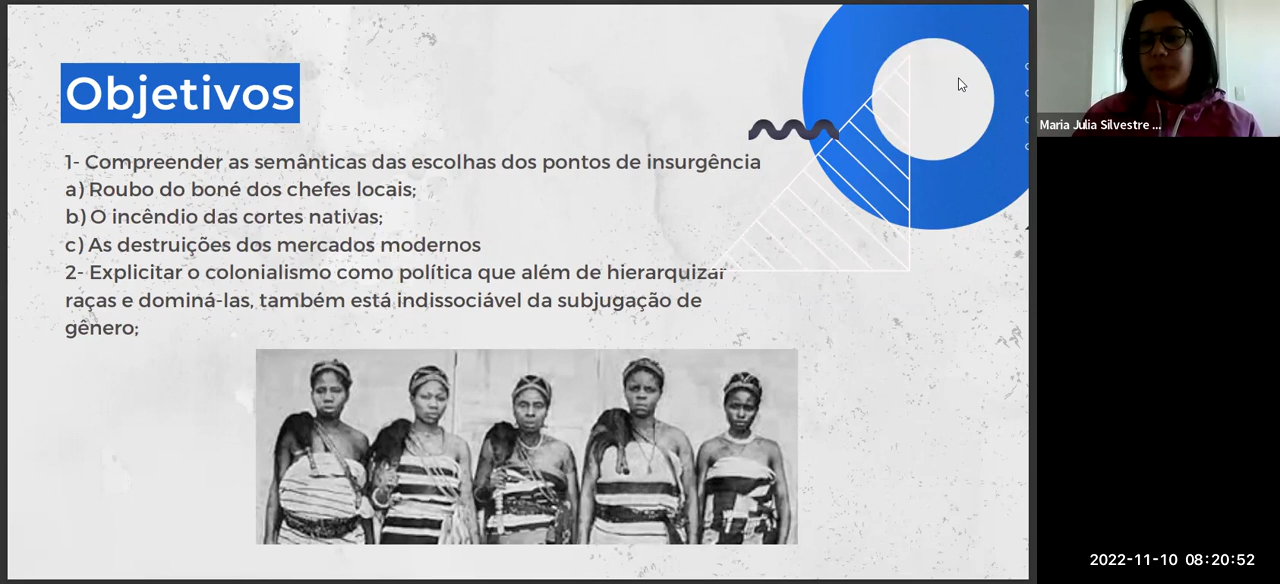 Objetivos
1- Compreender as semânticas das escolhas dos pontos de insurgência
a) Roubo do boné dos chefes locais;
b) O incêndio das cortes nativas;
c) As destruições dos mercados modernos
2- Explicitar o colonialismo como política que além de hierarquizar
raças e dominá-las, também está indissociável da subjugação de
gênero;
Maria Julia Silvestre ...
2022-11-10 08:20:52